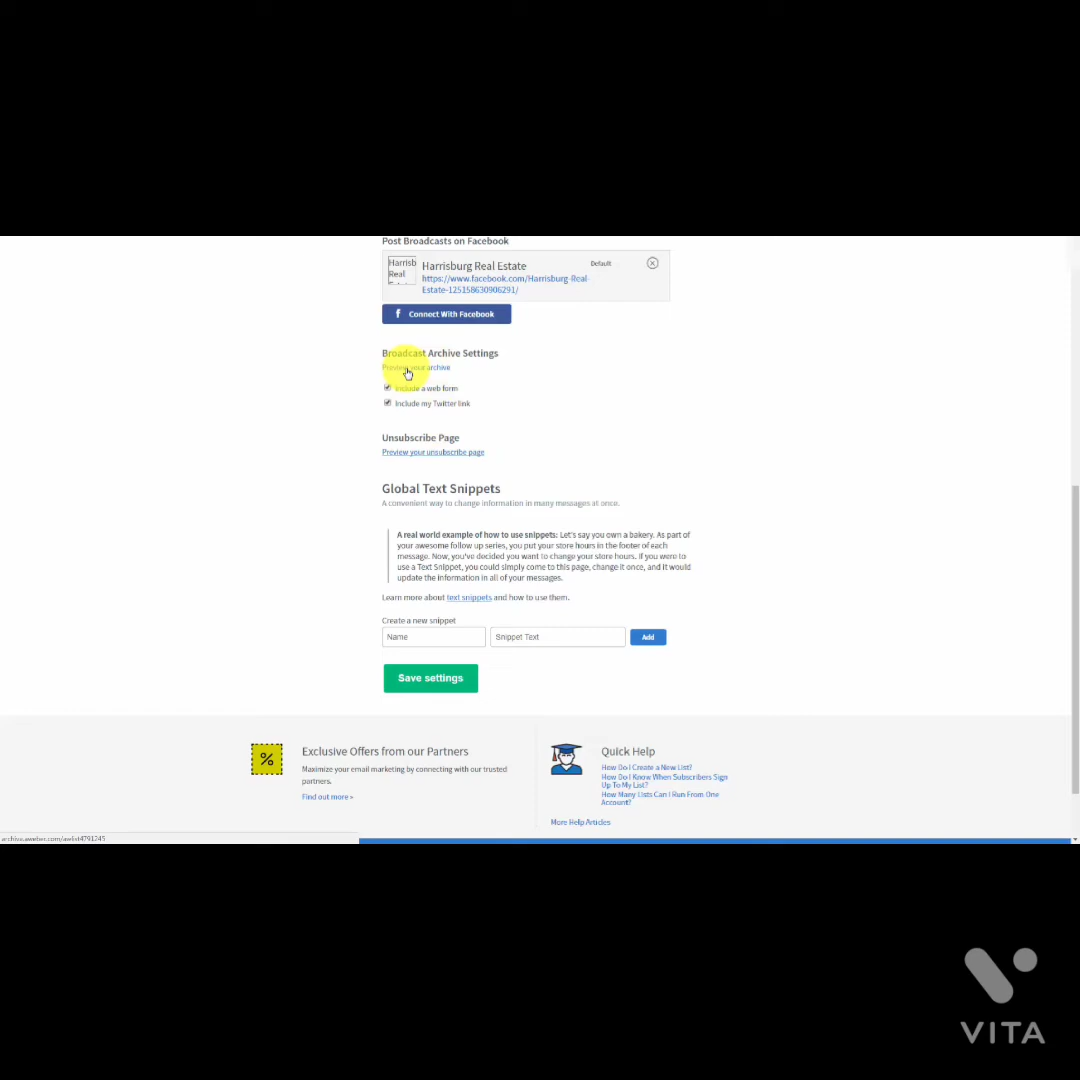 Post Broadcasts on Facebook
Harrisb
Real
Harrisburg Real Estate
Default
https://www.facebook.com/Harrisburg-Real-
Estate-125158630906291/
f Connect With Facebook
Broadcast Archive Settings
Preview your archive
Include a web form
Include my Twitter link
Unsubscribe Page
Preview your unsubscribe page
Global Text Snippets
A convenient way to change information in many messages at once.
A real world example of how to use snippets: Let's say you own a bakery. As part of
your awesome follow up series, you put your store hours in the footer of each
message. Now, you've decided you want to change your store hours. If you were to
use a Text Snippet, you could simply come to this page, change it once, and it would
update the information in all of your messages.
Learn more about text snippets and how to use them.
Create a new snippet
Name
Snippet Text
Add
Save settings
%
Exclusive Offers from our Partners
Maximize your email marketing by connecting with our trusted
partners.
Find out more »
Quick Help
How Do I Create a New List?
How Do I Know When Subscribers Sign
Up To My List?
How Many Lists Can I Run From One
Account?
More Help Articles
archive.aweber.com/awlist4791245
VITA